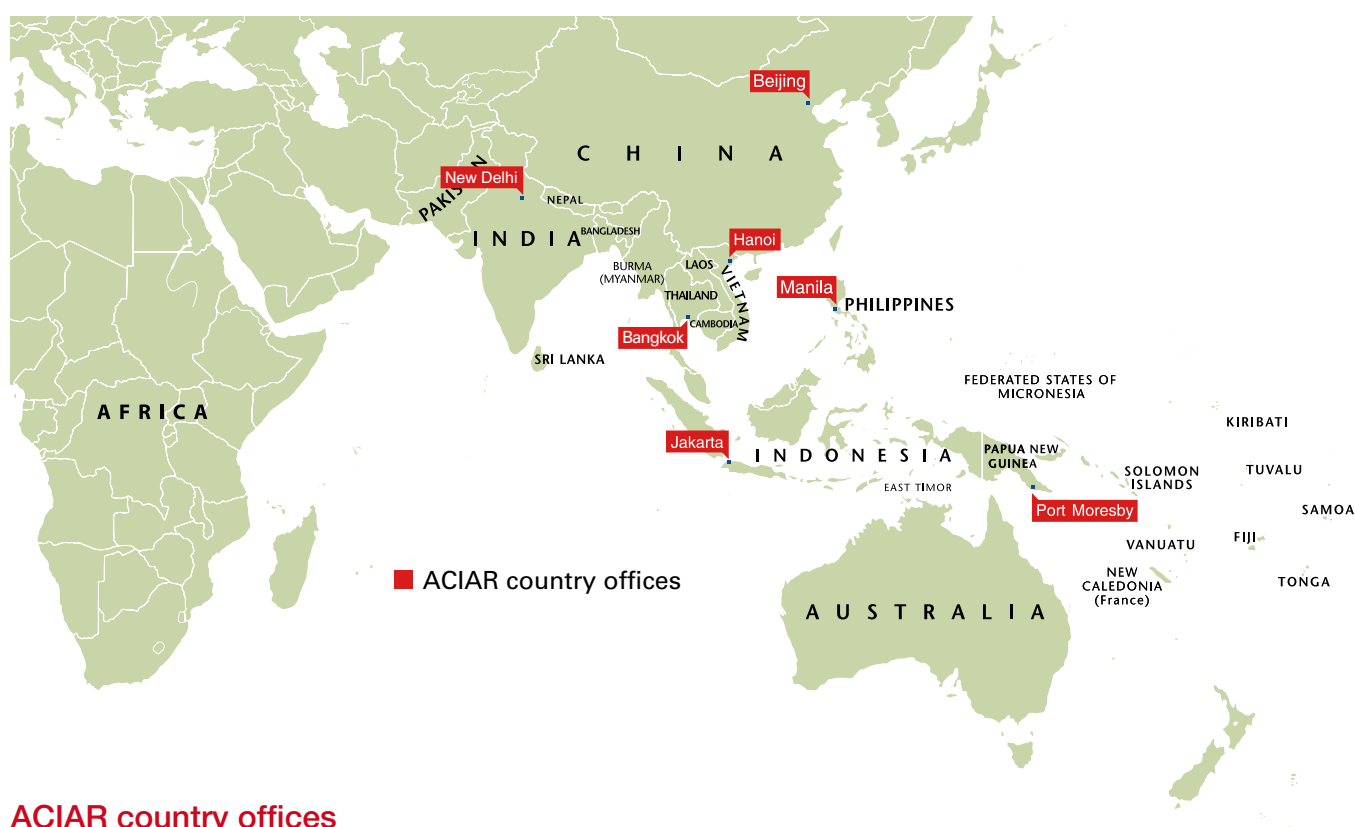 Beijing
C H I N A
New Delhi
PAKISTAN
NEPAL
I N D I A
BANGLADESH
Hanoi
BURMA
(MYANMAR)
LAOS
VIETNAM
THAILAND
Manila
PHILIPPINES
CAMBODIA
Bangkok
SRI LANKA
FEDERATED STATES OF
MICRONESIA
AFRICA
KIRIBATI
Jakarta
I N D O N E S I A
PAPUA NEW
GUINEA
SOLOMON
ISLANDS
TUVALU
EAST TIMOR
Port Moresby
SAMOA
VANUATU
FIJI
NEW
CALEDONIA
(France)
TONGA
ACIAR country offices
A U S T R A L I A
ACIAR country offices